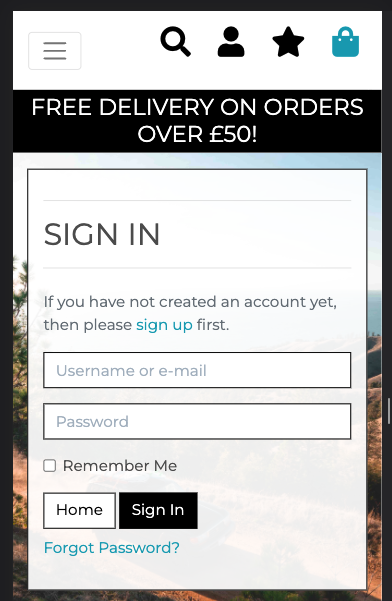 FREE DELIVERY ON ORDERS
OVER £50!
SIGN IN
If you have not created an account yet,
then please sign up first.
Username or e-mail
Password
Remember Me
Home Sign In
Forgot Password?